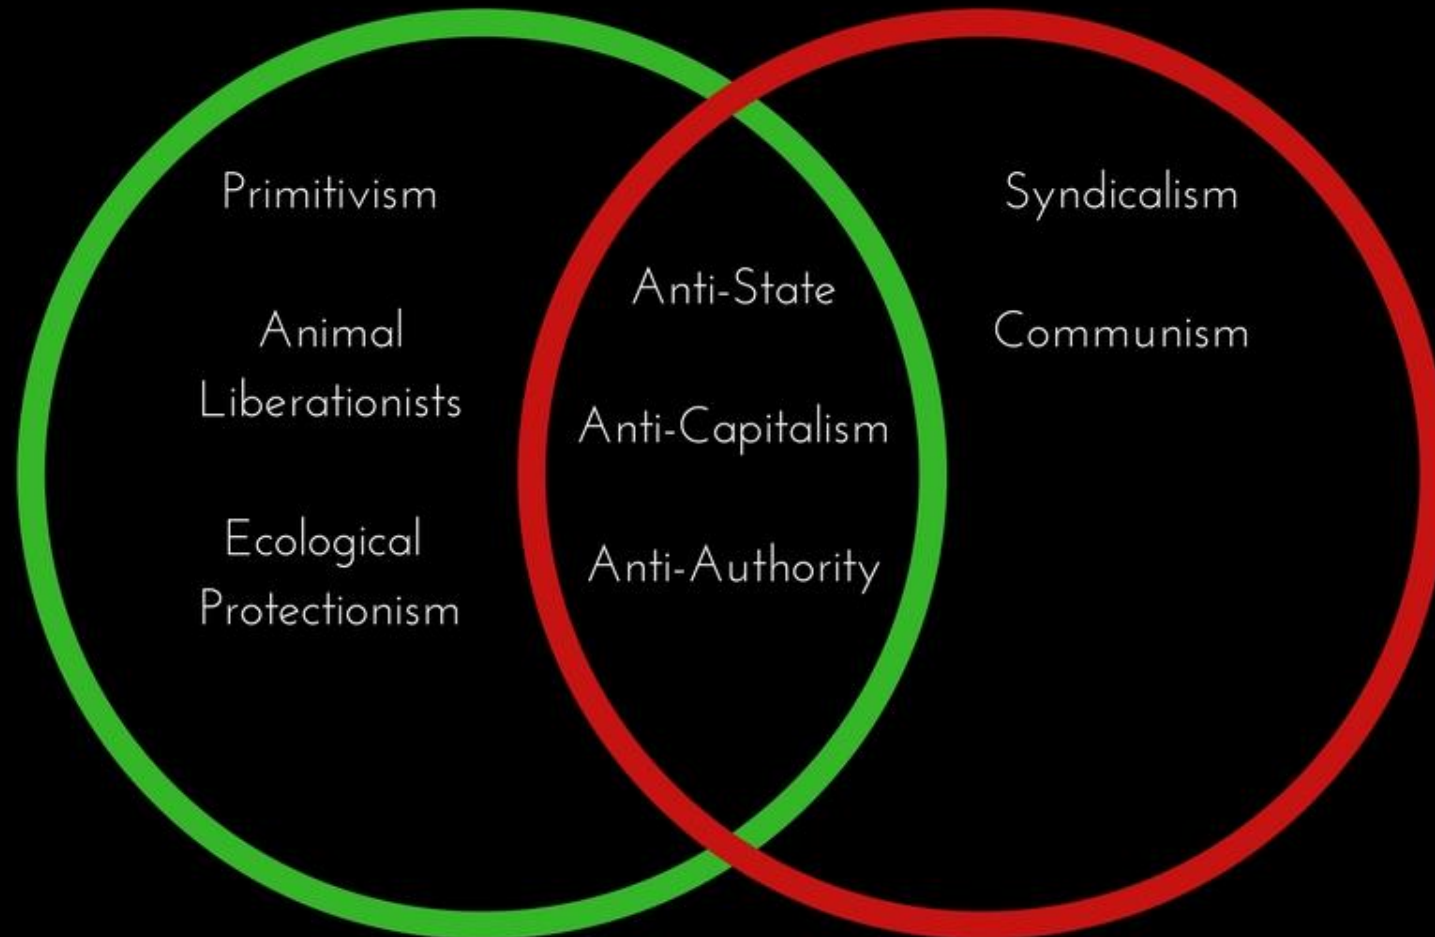 Primitivism
Animal
Liberationists
Ecological
Protectionism
Anti-State
Anti-Capitalism
Anti-Authority
Syndicalism
Communism